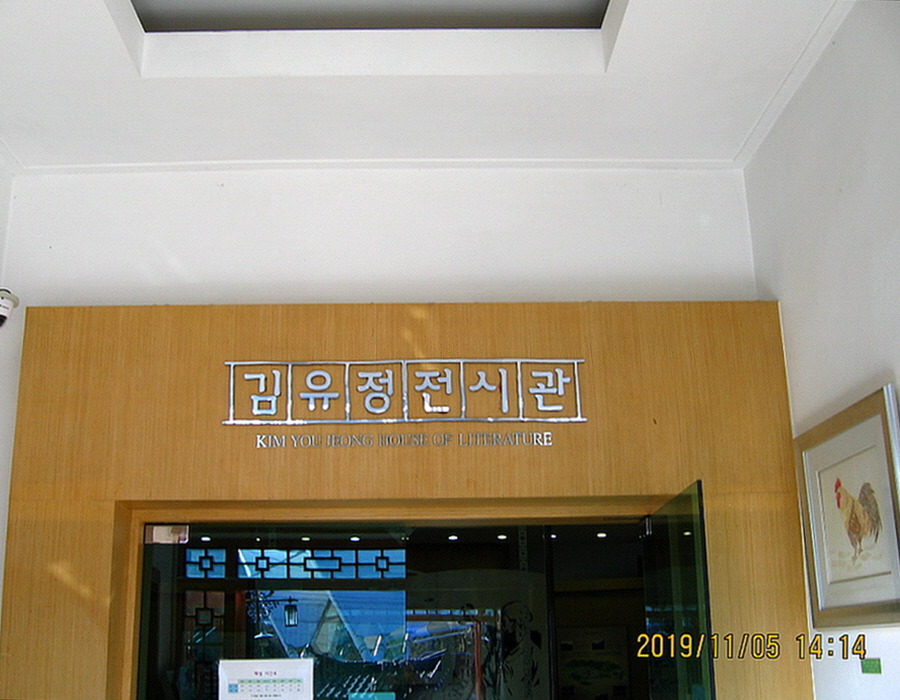 김유정전시관
KIM YOU JEONG HOUSE OF LITERATURE
2019/11/05 14:14